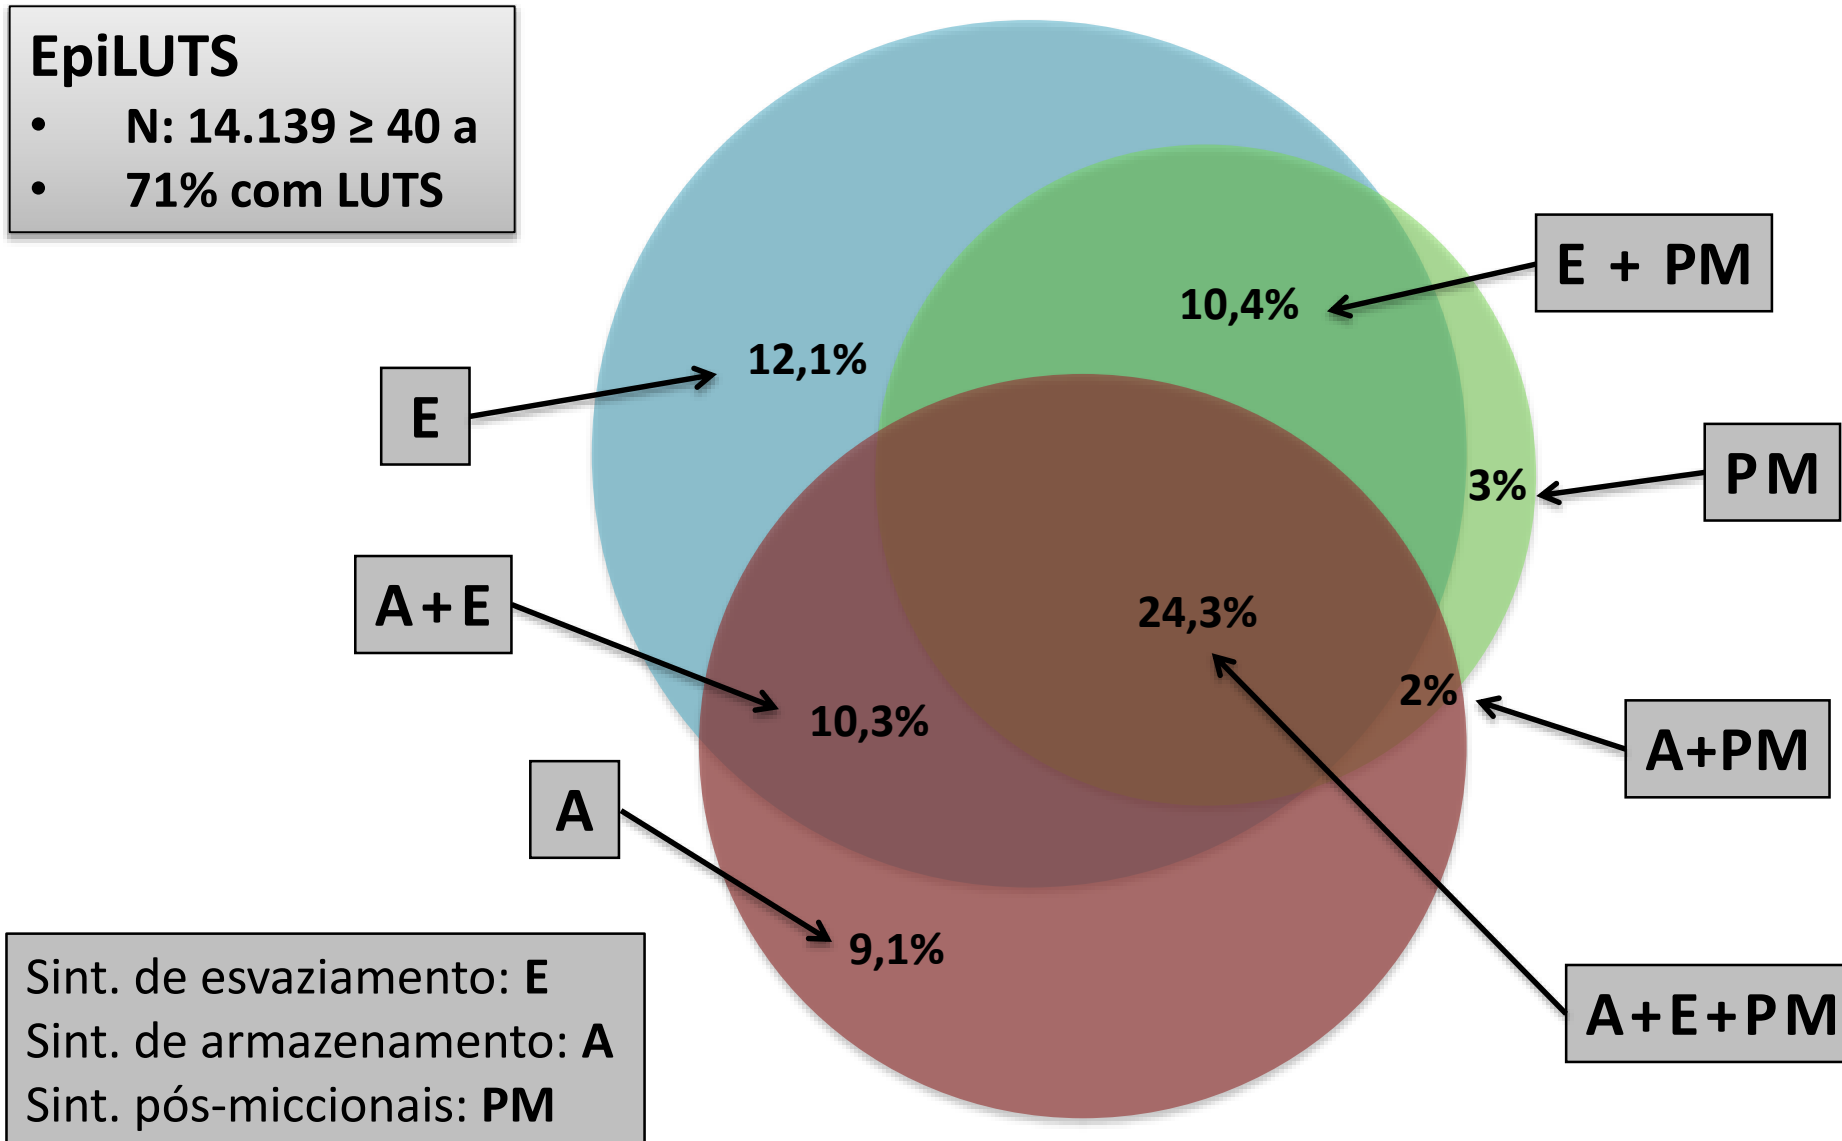 EpiLUTS
• N: 14.139 ≥ 40 a
• 71% com LUTS
E + PM
10,4%
12,1%
E
PM
3%
A+E
24,3%
2%
10,3%
A+PM
A
9,1%
A+E+PM
Sint. de esvaziamento: E
Sint. de armazenamento: A
Sint. pós-miccionais: PM